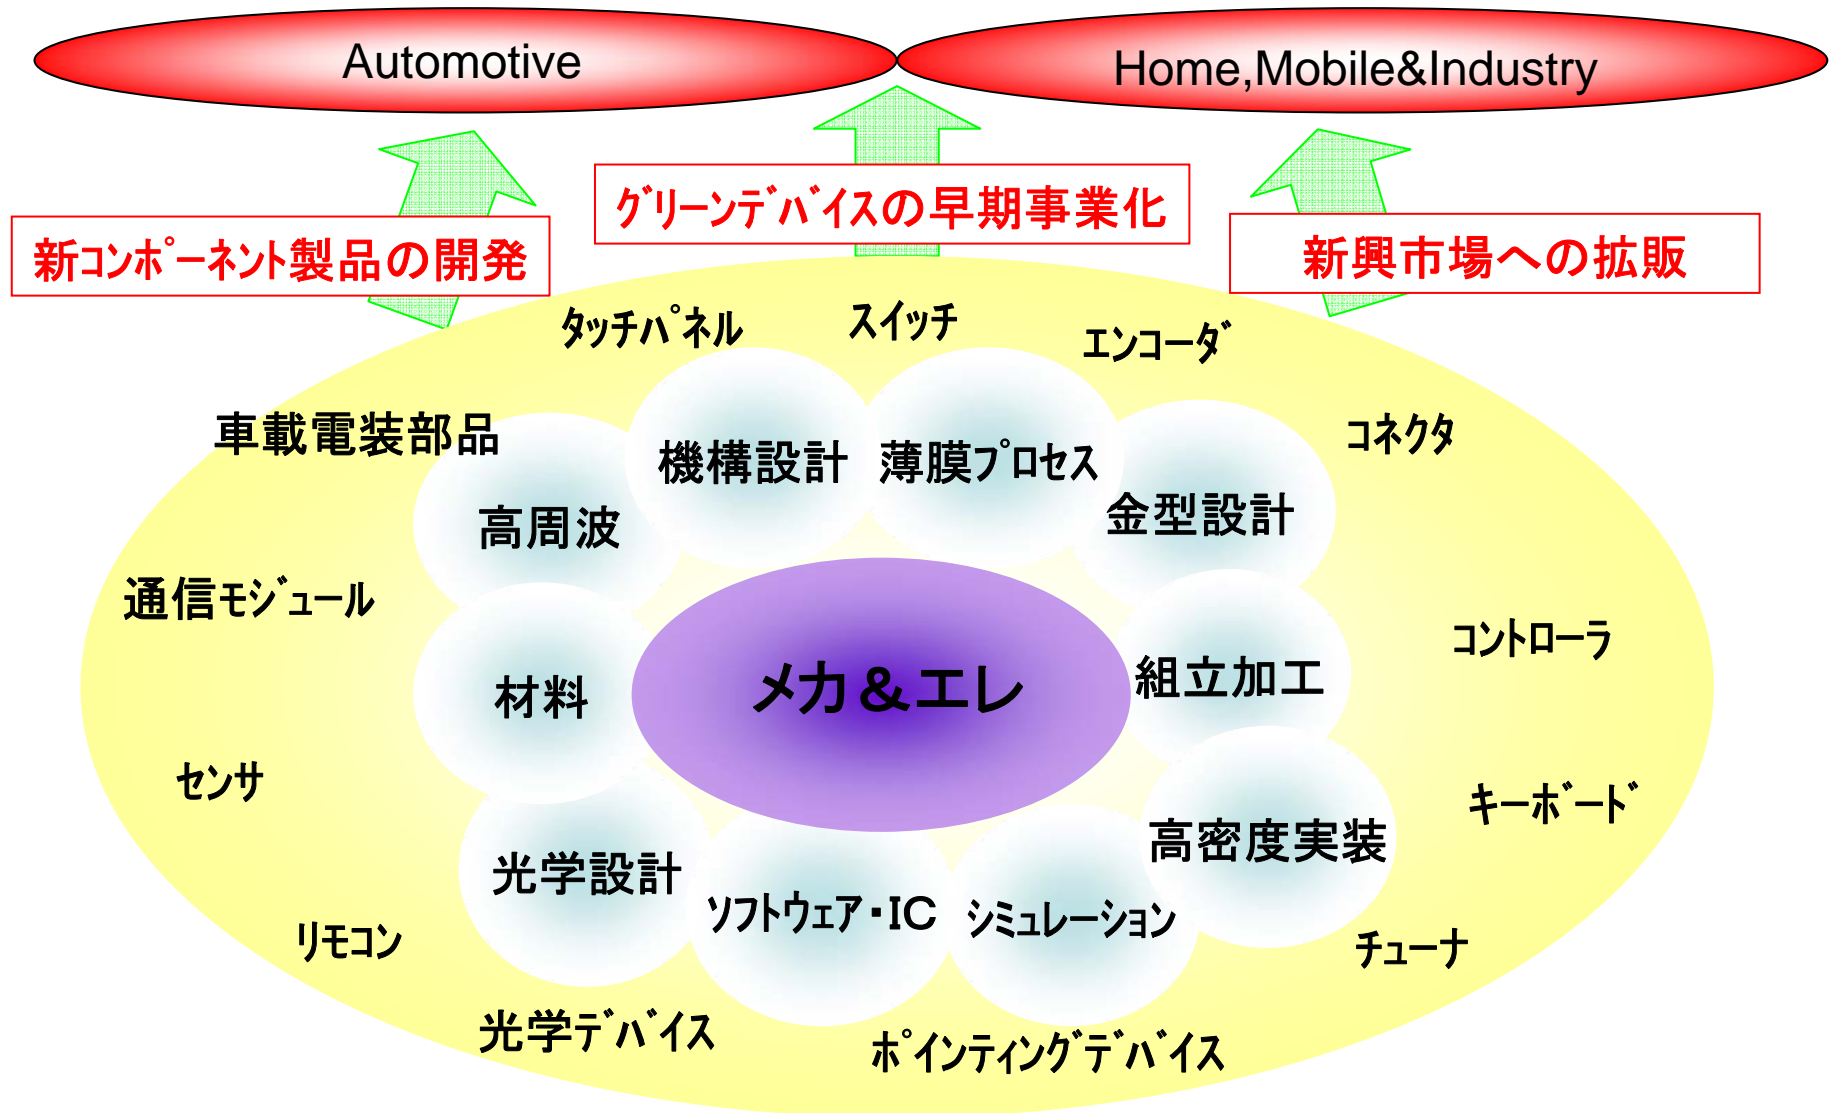 Automotive
Home,Mobile&Industry
グリーンデバイスの早期事業化
新コンポーネント製品の開発
新興市場への拡販
タッチパネル
スイッチ
エンコーダ
車載電装部品
コネクタ
機構設計
薄膜プロセス
高周波
金型設計
通信モジュール
コントローラ
メカ&エレ
材料
組立加工
センサ
キーボード
高密度実装
光学設計
ソフトウェア・IC
シミュレーション
リモコン
チューナ
光学デバイス
ポインティングデバイス